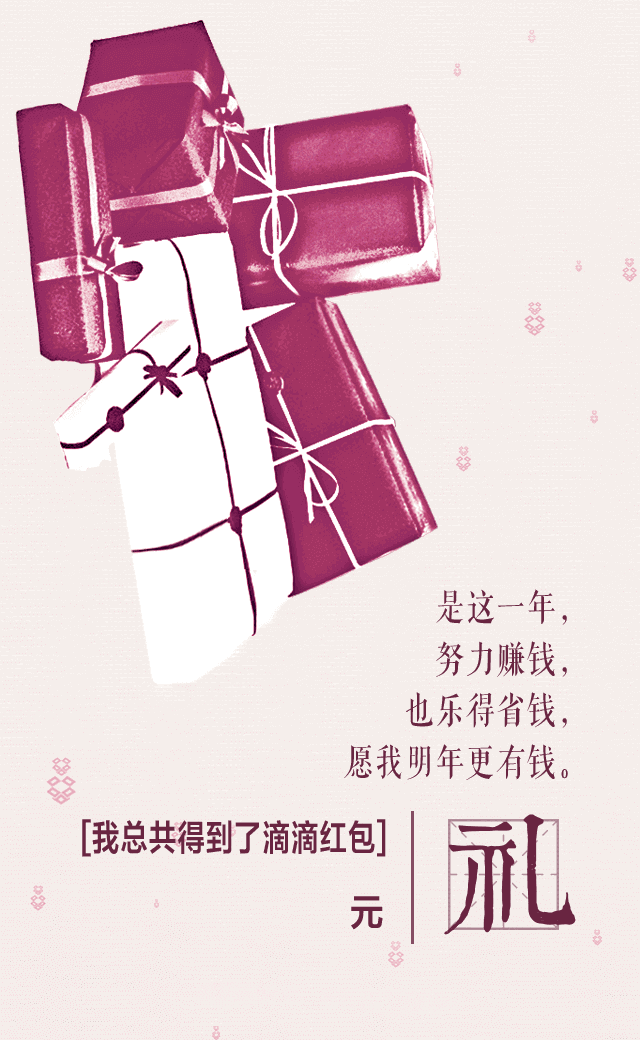 是这一年，
努力赚钱，
也乐得省钱，
愿我明年更有钱。
[我总共得到了滴滴红包]
元
礼